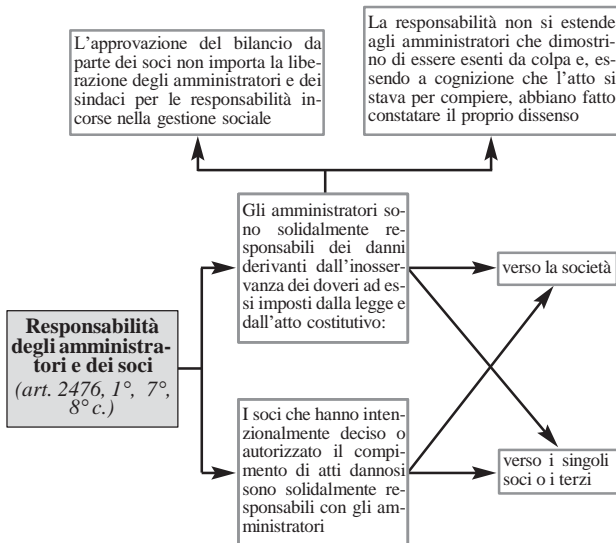 L'approvazione del bilancio da
parte dei soci non importa la libe-
razione degli amministratori e dei
sindaci per le responsabilità in-
corse nella gestione sociale
La responsabilità non si estende
agli amministratori che dimostri-
no di essere esenti da colpa e, es-
sendo a cognizione che l'atto si
stava per compiere, abbiano fatto
constatare il proprio dissenso
Gli amministratori so-
no solidalmente re-
sponsabili dei danni
derivanti dall'inosser-
vanza dei doveri ad es-
si imposti dalla legge e
dall'atto costitutivo:
verso la società
Responsabilità
degli amministra-
tori e dei soci
(art. 2476, 1°, 7°,
8° c.)
I soci che hanno inten-
zionalmente deciso o
autorizzato il compi-
mento di atti dannosi
sono solidalmente re-
sponsabili con gli am-
ministratori
verso i singoli
soci o i terzi